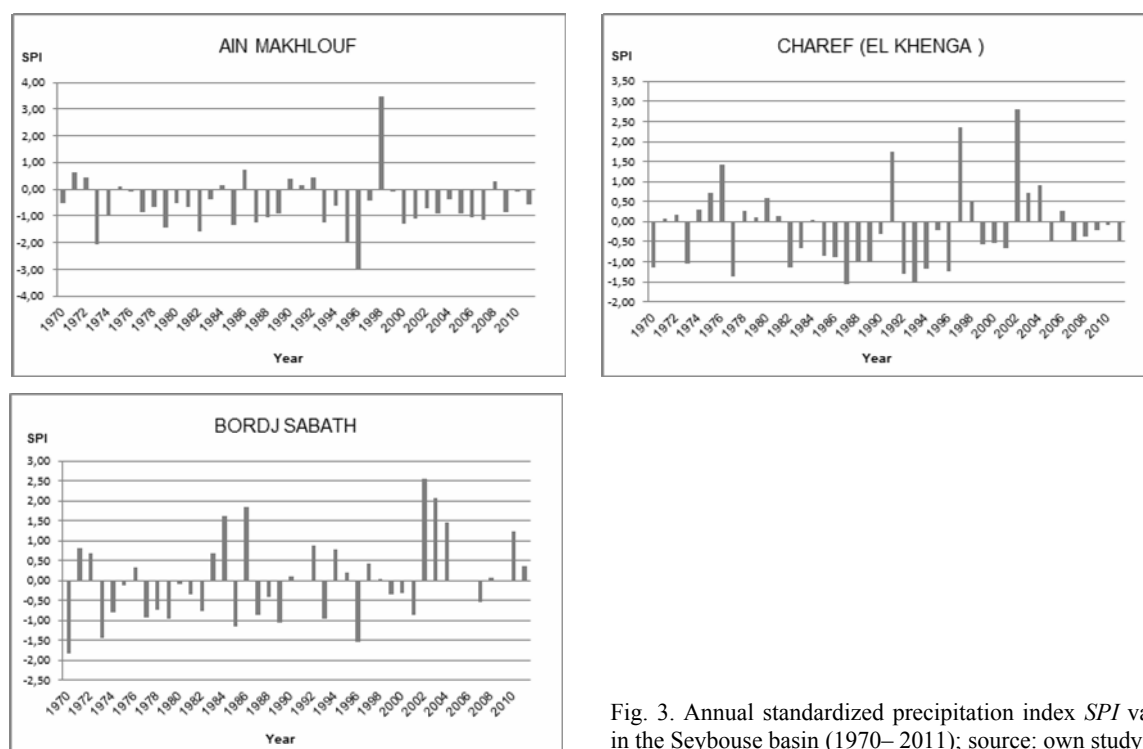 AIN MAKHLOUF
SPI
4,00
3,00
2,00
1,00
0,00
-1,00
-2,00
-3,00
-4,00
1970 1972 1974 1976 1978 1980 1982 1984 1986 1988 1990 1992 1994 1996 1998 2000 2002 2004 2006 2008 2010
Year
CHAREF (EL KHENGA )
SPI
3,50
3,00
2,50
2,00
1,50
1,00
0,50
0,00
-0,50
-1,00
-1,50
-2,00
1970 1972 1974 1976 1978 1980 1982 1984 1986 1988 1990 1992 1994 1996 1998 2000 2002 2004 2006 2008 2010
Year
BORDJ SABATH
SPI
3,00
2,50
2,00
1,50
1,00
0,50
0,00
-0,50
-1,00
-1,50
-2,00
-2,50
1970 1972 1974 1976 1978 1980 1982 1984 1986 1988 1990 1992 1994 1996 1998 2000 2002 2004 2006 2008 2010
Year
Fig. 3. Annual standardized precipitation index SPI va
in the Seybouse basin (1970– 2011); source: own study